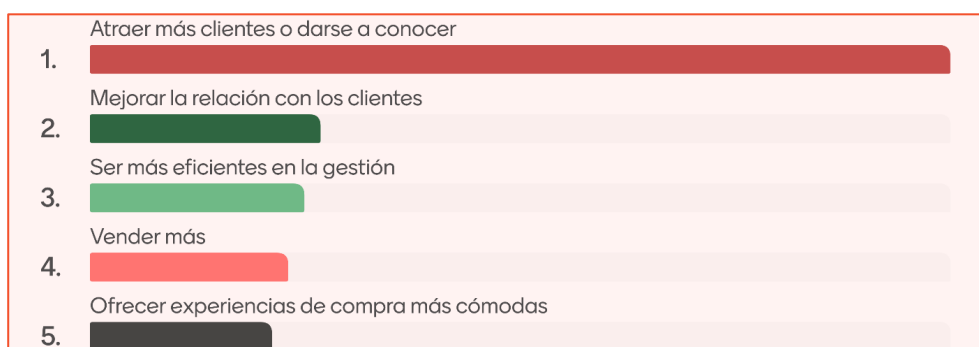 Atraer más clientes o darse a conocer
1.
Mejorar la relación con los clientes
2.
Ser más eficientes en la gestión
3.
Vender más
4.
Ofrecer experiencias de compra más cómodas
5.